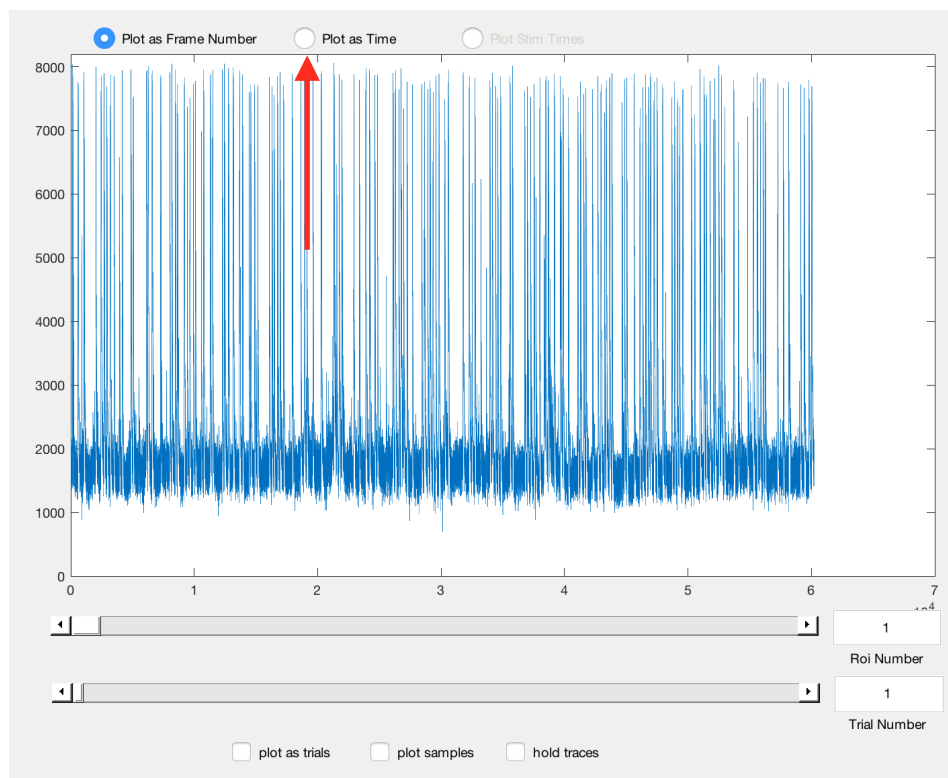 Plot as Frame Number Plot as Time Plot Stim Times
8000
7000
6000
5000
4000
3000
2000
1000
0
0 1 2 3 4 5 6 7
1
Roi Number
1
Trial Number
plot as trials plot samples hold traces